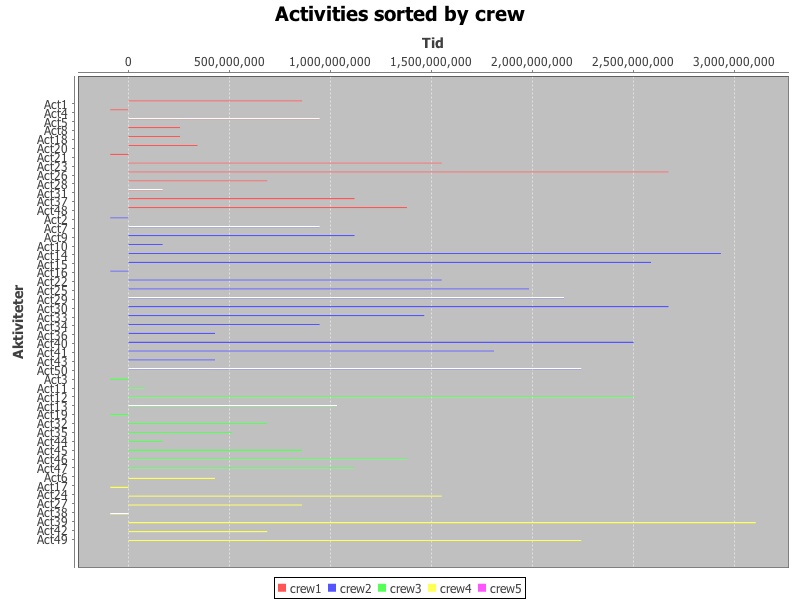 Activities sorted by crew
Tid
0 500,000,000 1,000,000,000 1,500,000,000 2,000,000,000 2,500,000,000 3,000,000,000
Aktiviteter
Act1
Act4
Act5
Act8
Act18
Act20
Act21
Act23
Act26
Act28
Act31
Act37
Act48
Act2
Act7
Act9
Act10
Act14
Act15
Act16
Act22
Act25
Act29
Act30
Act33
Act34
Act36
Act40
Act41
Act43
Act50
Act3
Act11
Act12
Act13
Act19
Act32
Act35
Act44
Act45
Act46
Act47
Act6
Act17
Act24
Act27
Act38
Act39
Act42
Act49
crew1 crew2 crew3 crew4 crew5